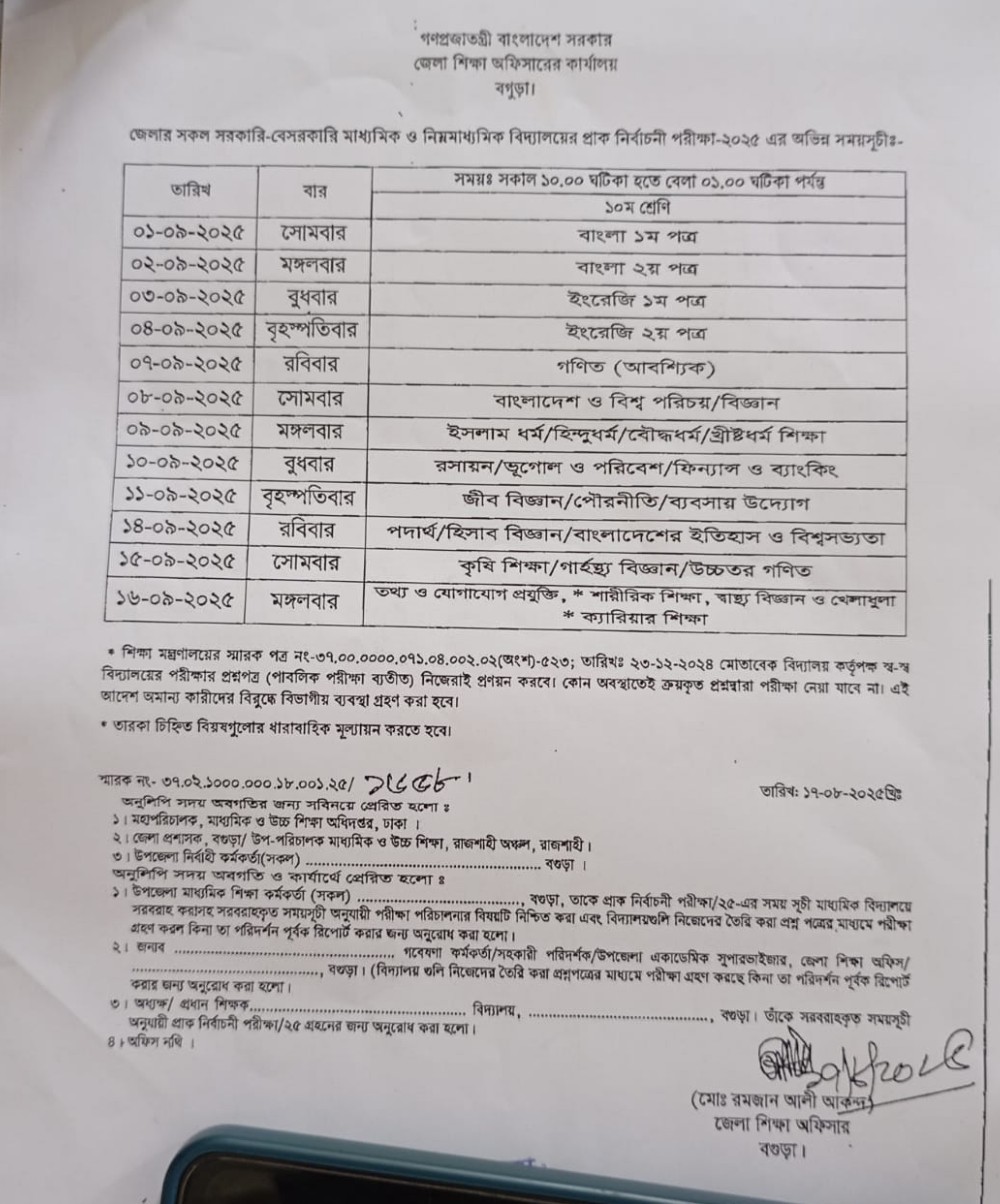 গণপ্রজাতন্ত্রী বাংলাদেশ সরকার
জেলা শিক্ষা অফিসারের কার্যালয়
বগুড়া।
জেলার সকল সরকারি-বেসরকারি মাধ্যমিক ও নিম্নমাধ্যমিক বিদ্যালয়ের প্রাক নির্বাচনী পরীক্ষা-২০২৫ এর অভিন্ন সময়সূচীঃ-
তারিখ বার সময়ঃ সকাল ১০.০০ ঘটিকা হতে বেলা ০১.০০ ঘটিকা পর্যন্ত
১০ম শ্রেণি
০১-০৯-২০২৫ সোমবার বাংলা ১ম পত্র
০২-০৯-২০২৫ মঙ্গলবার বাংলা ২য় পত্র
০৩-০৯-২০২৫ বুধবার ইংরেজি ১ম পত্র
০৪-০৯-২০২৫ বৃহস্পতিবার ইংরেজি ২য় পত্র
০৭-০৯-২০২৫ রবিবার গণিত (আবশ্যিক)
০৮-০৯-২০২৫ সোমবার বাংলাদেশ ও বিশ্ব পরিচয়/বিজ্ঞান
০৯-০৯-২০২৫ মঙ্গলবার ইসলাম ধর্ম/হিন্দুধর্ম/বৌদ্ধধর্ম/খ্রীষ্টধর্ম শিক্ষা
১০-০৯-২০২৫ বুধবার রসায়ন/ভূগোল ও পরিবেশ/ফিন্যান্স ও ব্যাংকিং
১১-০৯-২০২৫ বৃহস্পতিবার জীব বিজ্ঞান/পৌরনীতি/ব্যবসায় উদ্যোগ
১৪-০৯-২০২৫ রবিবার পদার্থ/হিসাব বিজ্ঞান/বাংলাদেশের ইতিহাস ও বিশ্বসভ্যতা
১৫-০৯-২০২৫ সোমবার কৃষি শিক্ষা/গার্হস্থ্য বিজ্ঞান/উচ্চতর গণিত
১৬-০৯-২০২৫ মঙ্গলবার তথ্য ও যোগাযোগ প্রযুক্তি, * শারীরিক শিক্ষা, স্বাস্থ্য বিজ্ঞান ও খেলাধুলা
* ক্যারিয়ার শিক্ষা
* শিক্ষা মন্ত্রণালয়ের স্মারক পত্র নং-৩৭.০০.০০০০.০৭১.০৪.০০২.০২(অংশ)-৫২৩; তারিখঃ ২৩-১২-২০২৪ মোতাবেক বিদ্যালয় কর্তৃপক্ষ স্ব-স্ব
বিদ্যালয়ের পরীক্ষার প্রশ্নপত্র (পাবলিক পরীক্ষা ব্যতীত) নিজেরাই প্রণয়ন করবে। কোন অবস্থাতেই ক্রয়কৃত প্রশ্নদ্বারা পরীক্ষা নেয়া যাবে না। এই
আদেশ অমান্য কারীদের বিরুদ্ধে বিভাগীয় ব্যবস্থা গ্রহণ করা হবে।
* তারকা চিহ্নিত বিষয়গুলোর ধারাবাহিক মূল্যায়ন করতে হবে।
স্মারক নং- ৩৭.০২.১০০০.০০০.১৮.০০১.২৫/
তারিখঃ ১৭-০৮-২০২৫খ্রিঃ
অনুলিপি সদয় অবগতির জন্য সবিনয়ে প্রেরিত হলো ঃ
১। মহাপরিচালক, মাধ্যমিক ও উচ্চ শিক্ষা অধিদপ্তর, ঢাকা ।
২। জেলা প্রশাসক, বগুড়া/ উপ-পরিচালক মাধ্যমিক ও উচ্চ শিক্ষা, রাজশাহী অঞ্চল, রাজশাহী।
৩। উপজেলা নির্বাহী কর্মকর্তা(সকল) ................................................ বগুড়া ।
অনুলিপি সদয় অবগতি ও কার্যার্থে প্রেরিত হলো ঃ
১। উপজেলা মাধ্যমিক শিক্ষা কর্মকর্তা (সকল) ................................, বগুড়া, তাকে প্রাক নির্বাচনী পরীক্ষা/২৫-এর সময় সূচী মাধ্যমিক বিদ্যালয়ে
সরবরাহ করাসহ সরবরাহকৃত সময়সূচী অনুযায়ী পরীক্ষা পরিচালনার বিষয়টি নিশ্চিত করা এবং বিদ্যালয়গুলি নিজেদের তৈরি করা প্রশ্ন পত্রের মাধ্যমে পরীক্ষা
গ্রহণ করল কিনা তা পরিদর্শন পূর্বক রিপোর্ট করার জন্য অনুরোধ করা হলো।
২। জনাব ............................................ গবেষণা কর্মকর্তা/সহকারী পরিদর্শক/উপজেলা একাডেমিক সুপারভাইজার, জেলা শিক্ষা অফিস/
....................................., বগুড়া। (বিদ্যালয় গুলি নিজেদের তৈরি করা প্রশ্নপত্রের মাধ্যমে পরীক্ষা গ্রহণ করছে কিনা তা পরিদর্শন পূর্বক রিপোর্ট
করার জন্য অনুরোধ করা হলো।
৩। অধ্যক্ষ/ প্রধান শিক্ষক........................................... বিদ্যালয়, ..................................., বগুড়া। তাঁকে সরবরাহকৃত সময়সূচী
অনুযায়ী প্রাক নির্বাচনী পরীক্ষা/২৫ গ্রহনের জন্য অনুরোধ করা হলো।
৪। অফিস নথি ।
(মোঃ রমজান আলী আকন্দ)
জেলা শিক্ষা অফিসার
বগুড়া।